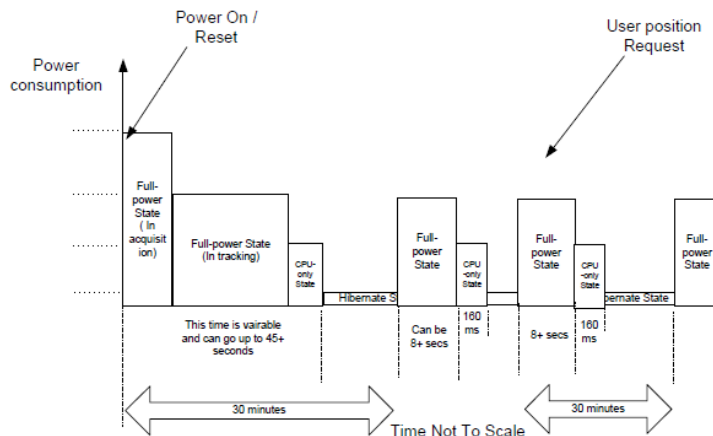 Power On /
Reset
User position
Request
Power
consumption
Full-
power
State
( In
acquisit
ion)
Full-power State
(In tracking)
CPU-
only
State
Hibernate S
Full-
power
State
CPU
-only
State
Full-
power
State
CPU
-only
State
bernate State
Full-
power
State
This time is vairable
and can go up to 45+
seconds
Can be
8+ secs
160
ms
8+ secs
160
ms
30 minutes
30 minutes
Time Not To Scale